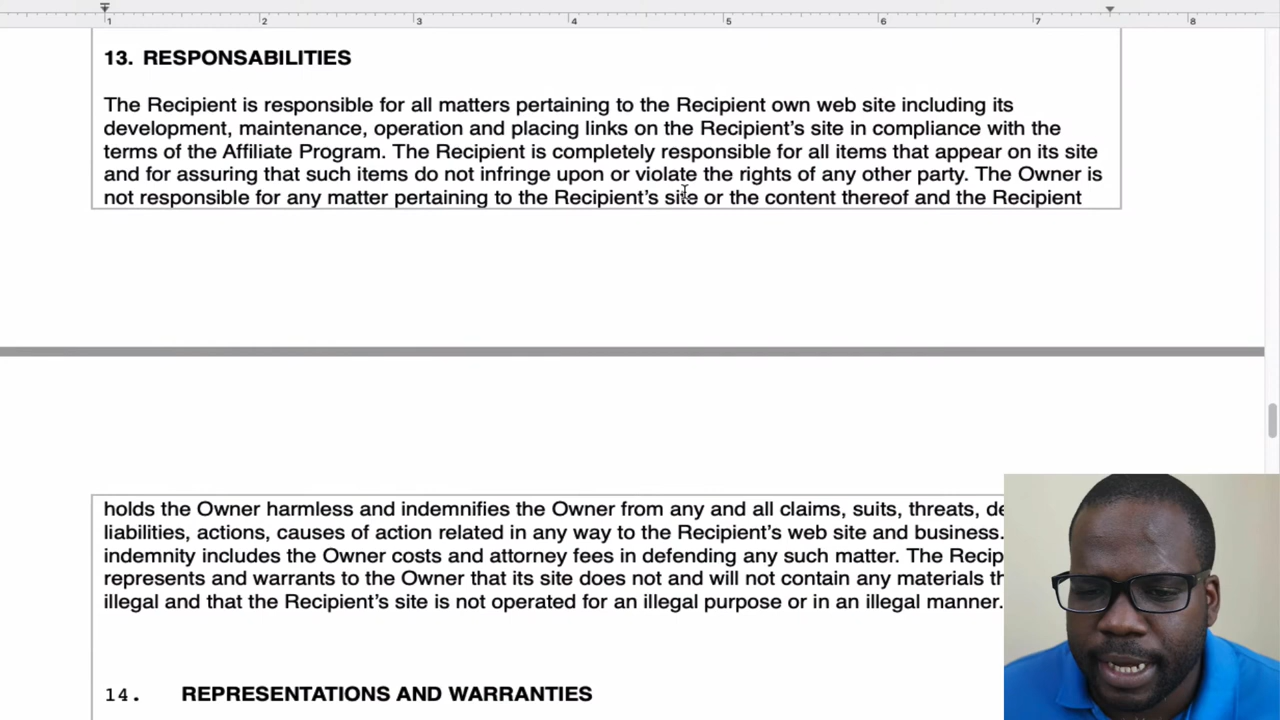 1 2 3 4 5 6 7 8
13. RESPONSABILITIES
The Recipient is responsible for all matters pertaining to the Recipient own web site including its
development, maintenance, operation and placing links on the Recipient's site in compliance with the
terms of the Affiliate Program. The Recipient is completely responsible for all items that appear on its site
and for assuring that such items do not infringe upon or violate the rights of any other party. The Owner is
not responsible for any matter pertaining to the Recipient's site or the content thereof and the Recipient
holds the Owner harmless and indemnifies the Owner from any and all claims, suits, threats,
liabilities, actions, causes of action related in any way to the Recipient's web site and business.
indemnity includes the Owner costs and attorney fees in defending any such matter. The
represents and warrants to the Owner that its site does not and will not contain any materials
illegal and that the Recipient's site is not operated for an illegal purpose or in an illegal manner.
14. REPRESENTATIONS AND WARRANTIES